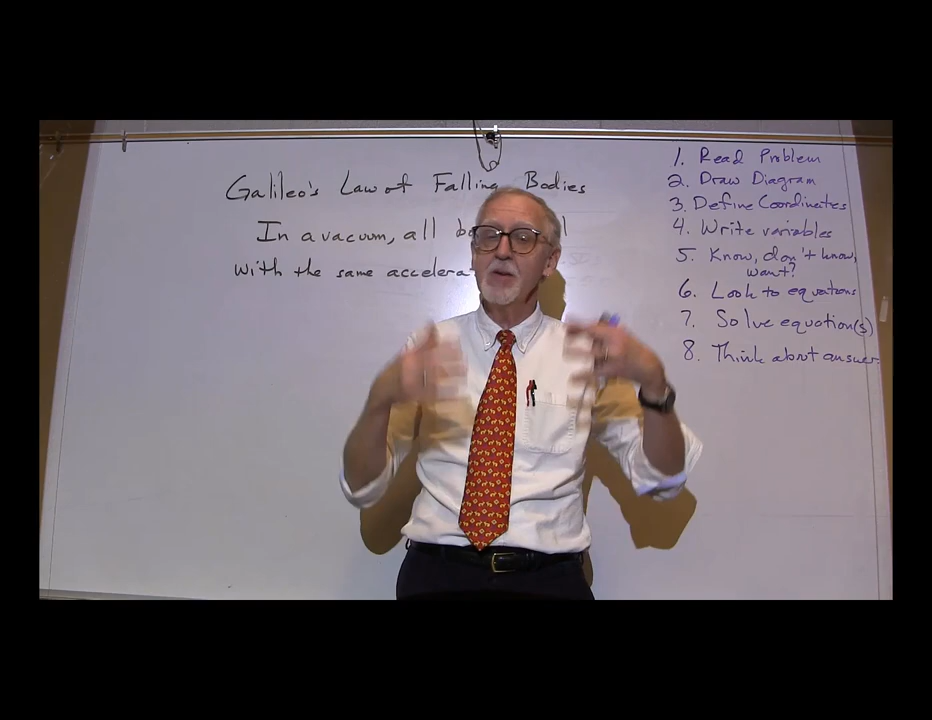 Galileo's Law of Falling Bodies
In a vacuum, all
with the same
1. Read Problem
2. Draw Diagram
3. Define Coordinates
4. Write variables
5. Know, don't know,
want?
6. Look to equations
7. Solve equation(s)
8. Think about answer.